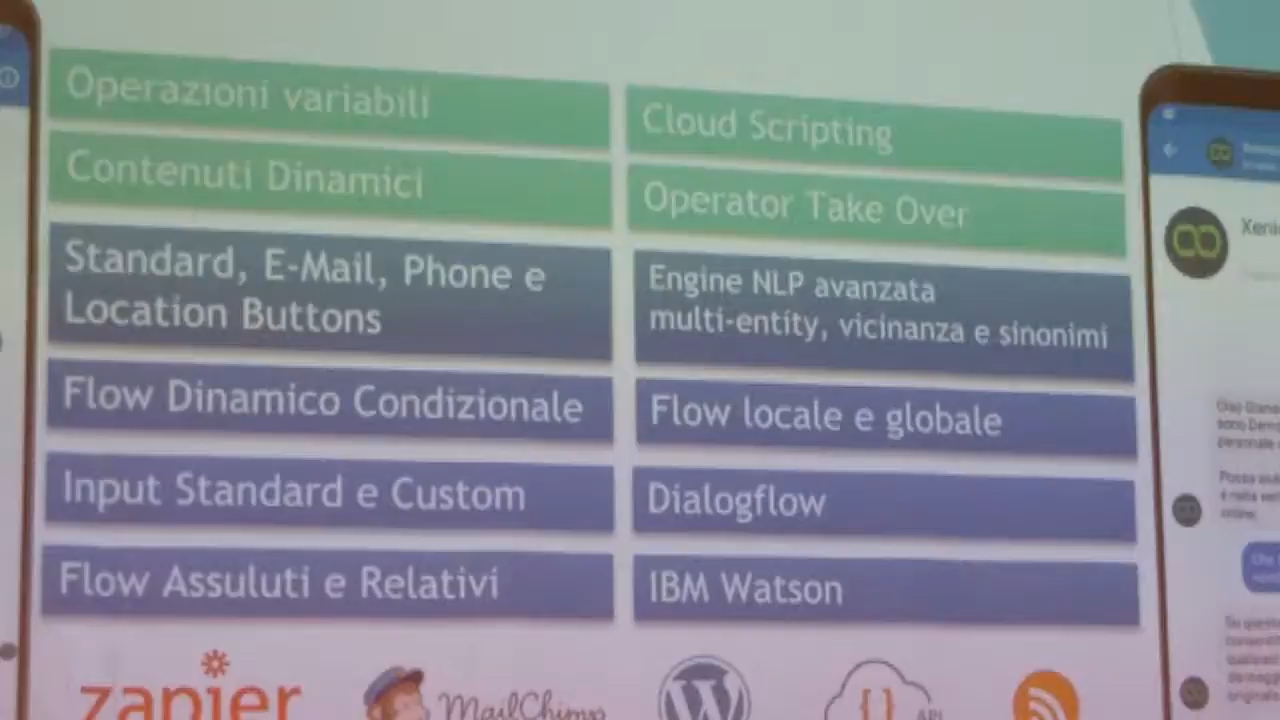 Operazioni variabili
Contenuti Dinamici
Standard, E-Mail, Phone e
Location Buttons
Flow Dinamico Condizionale
Input Standard e Custom
Flow Assuluti e Relativi
Cloud Scripting
Operator Take Over
Engine NLP avanzata
multi-entity, vicinanza e sinonimi
Flow locale e globale
Dialogflow
IBM Watson
zapier
MailChimp
W
{ } API